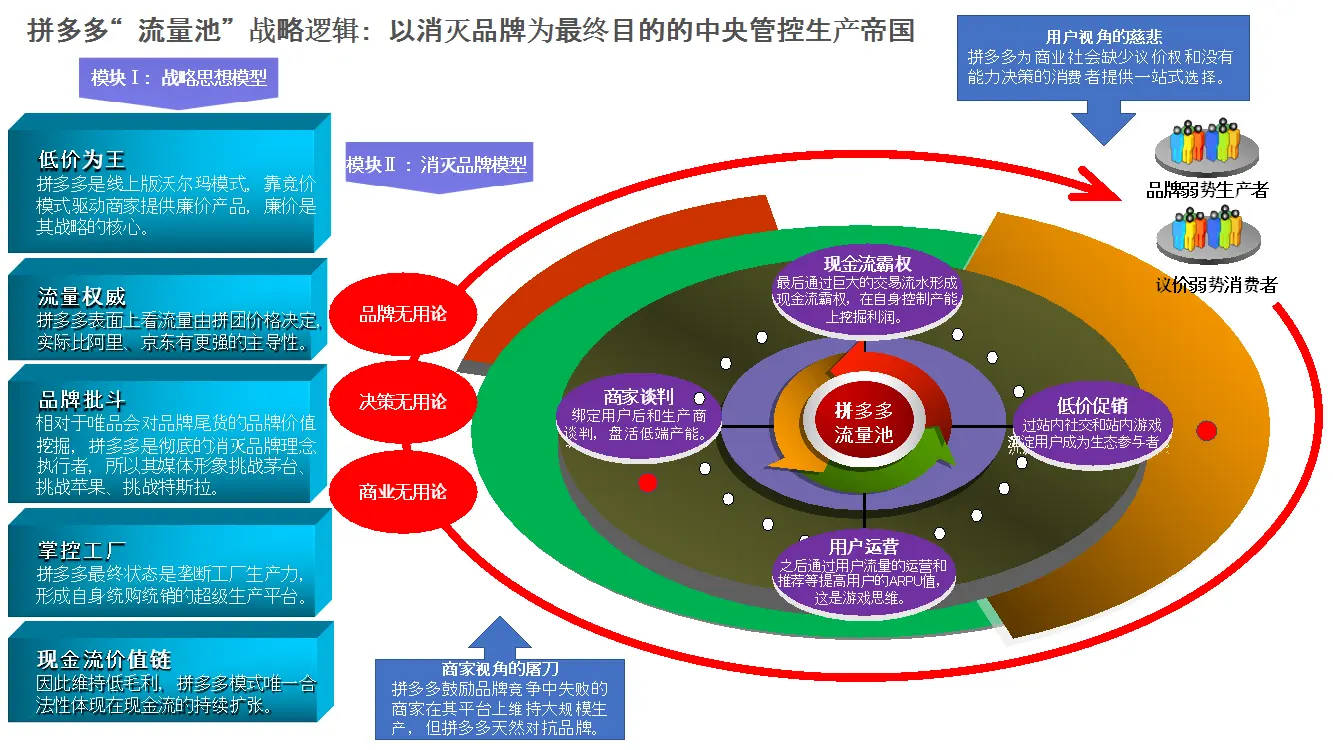 拼多多“流量池”战略逻辑：以消灭品牌为最终目的的中央管控生产帝国
模块Ⅰ：战略思想模型
低价为王
拼多多是线上版沃尔玛模式，靠竞价
模式驱动商家提供廉价产品，廉价是
其战略的核心。
流量权威
拼多多表面上看流量由拼团价格决定，
实际比阿里、京东有更强的主导性。
品牌批斗
相对于唯品会对品牌尾货的品牌价值
挖掘，拼多多是彻底的消灭品牌理念
执行者，所以其媒体形象挑战茅台、
挑战苹果、挑战特斯拉。
掌控工厂
拼多多最终状态是垄断工厂生产力，
形成自身统购统销的超级生产平台。
现金流价值链
因此维持低毛利，拼多多模式唯一合
法性体现在现金流的持续扩张。
模块Ⅱ：消灭品牌模型
品牌无用论
决策无用论
商业无用论
现金流霸权
最后通过巨大的交易流水形成
现金流霸权，在自身控制产能
上挖掘利润。
商家谈判
绑定用户后和生产商
谈判，盘活低端产能。
拼多多
流量池
低价促销
过站内社交和站内游戏
淀用户成为生态参与者
用户运营
之后通过用户流量的运营和
推荐等提高用户的ARPU值，
这是游戏思维。
用户视角的慈悲
拼多多为商业社会缺少议价权和没有
能力决策的消费者提供一站式选择。
品牌弱势生产者
议价弱势消费者
商家视角的屠刀
拼多多鼓励品牌竞争中失败的
商家在其平台上维持大规模生
产，但拼多多天然对抗品牌。